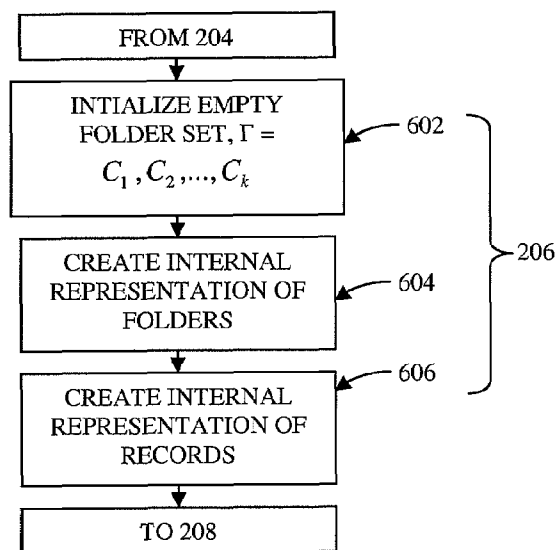 FROM 204
INTIALIZE EMPTY
FOLDER SET, Γ =
C₁, C₂,..., Cₖ
602
206
CREATE INTERNAL
REPRESENTATION OF
FOLDERS
604
606
CREATE INTERNAL
REPRESENTATION OF
RECORDS
TO 208